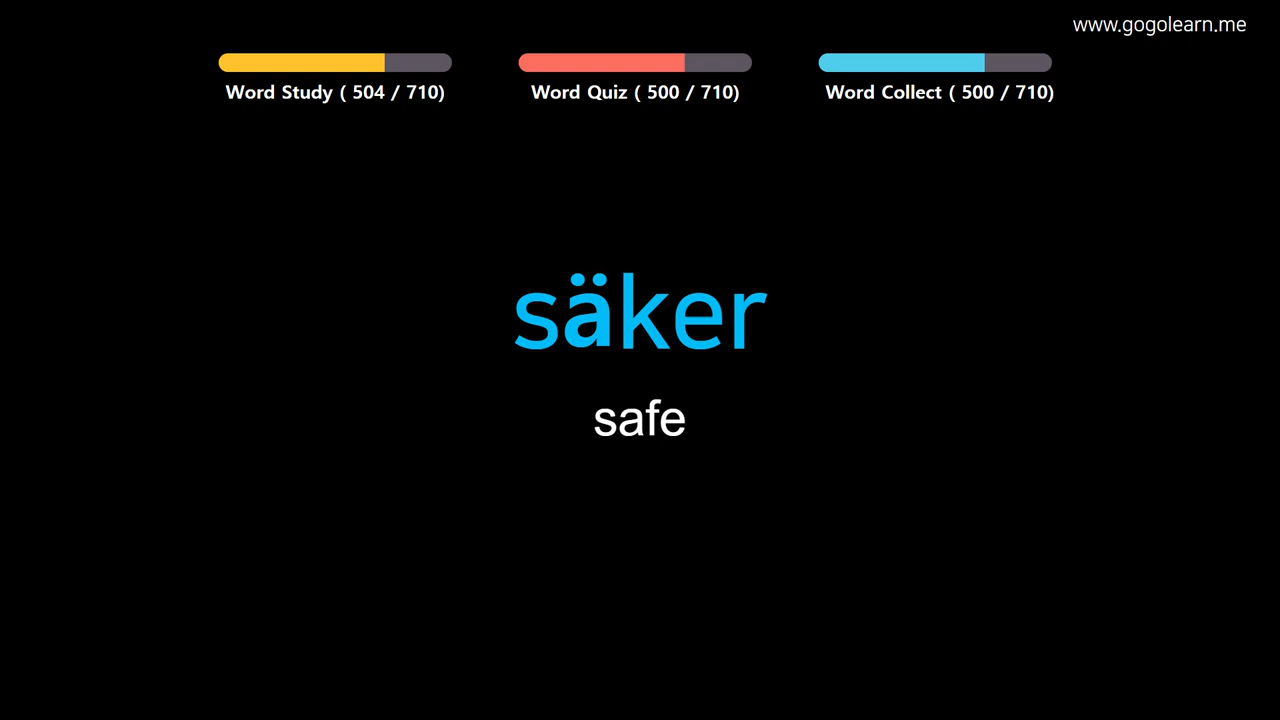 www.gogolearn.me
Word Study ( 504 / 710)
Word Quiz ( 500 / 710)
Word Collect ( 500 / 710)
säker
safe